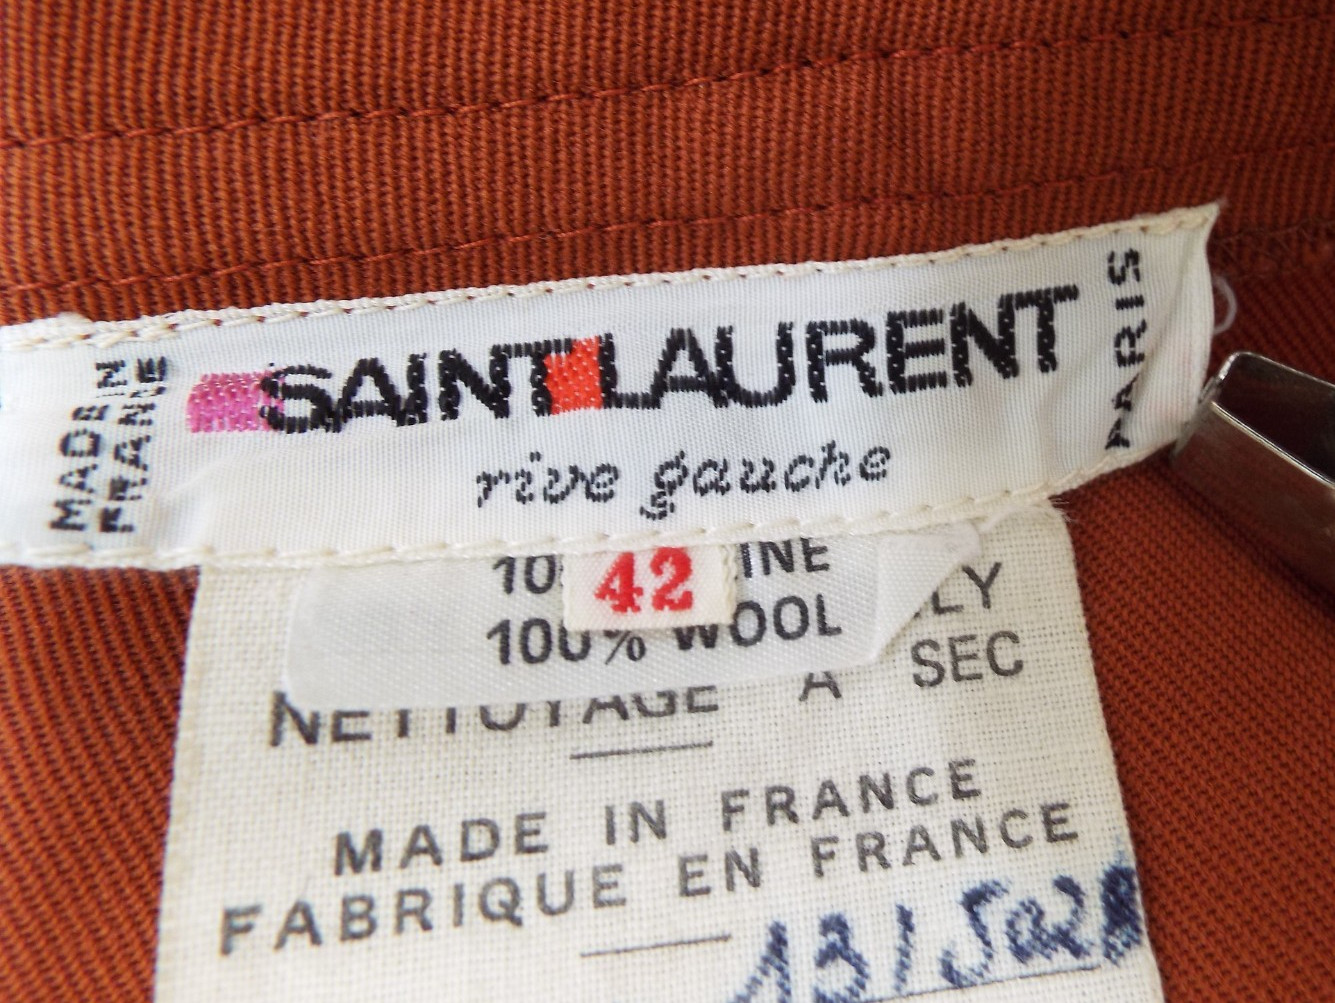 MADE IN
FRANCE
SAINT LAURENT
PARIS
rive gauche
42
100% WOOL
SEC
NETTOYAGE A
MADE IN FRANCE
FABRIQUE EN FRANCE